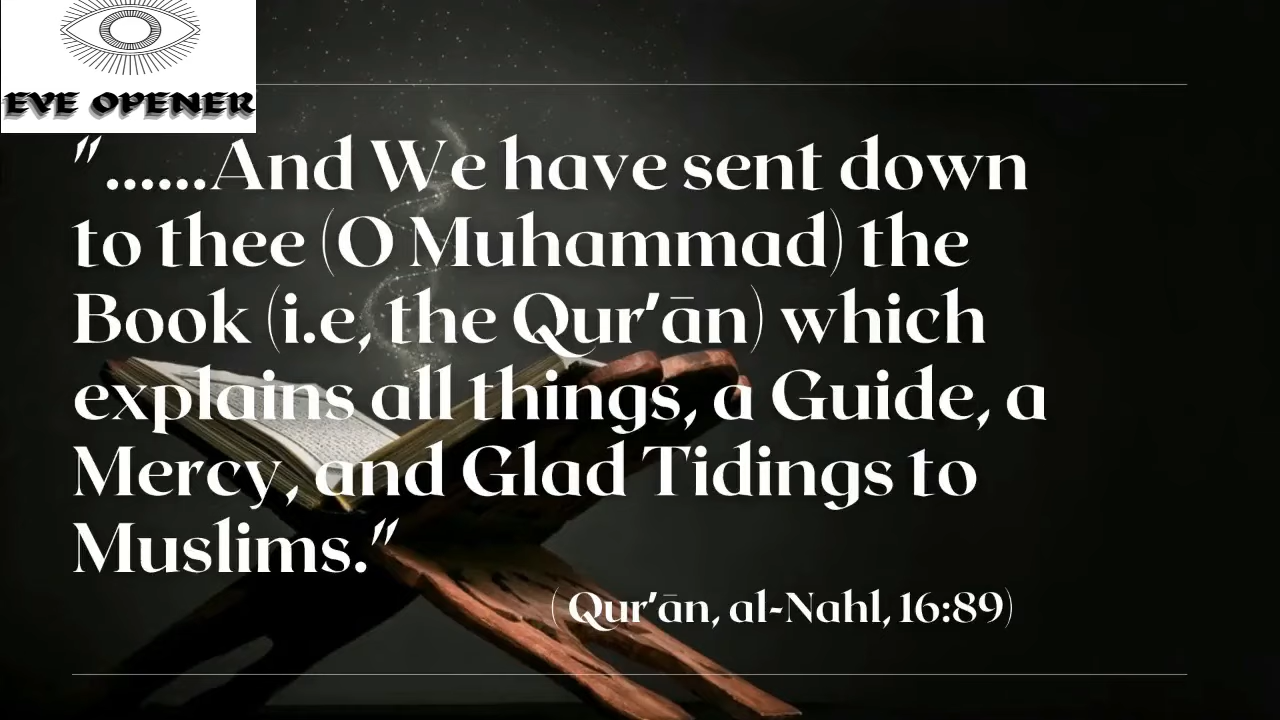 EYE OPENER
"......And We have sent down
to thee (O Muhammad) the
Book (i.e, the Qur'ān) which
explains all things, a Guide, a
Mercy, and Glad Tidings to
Muslims."
( Qur'ān, al-Nahl, 16:89)